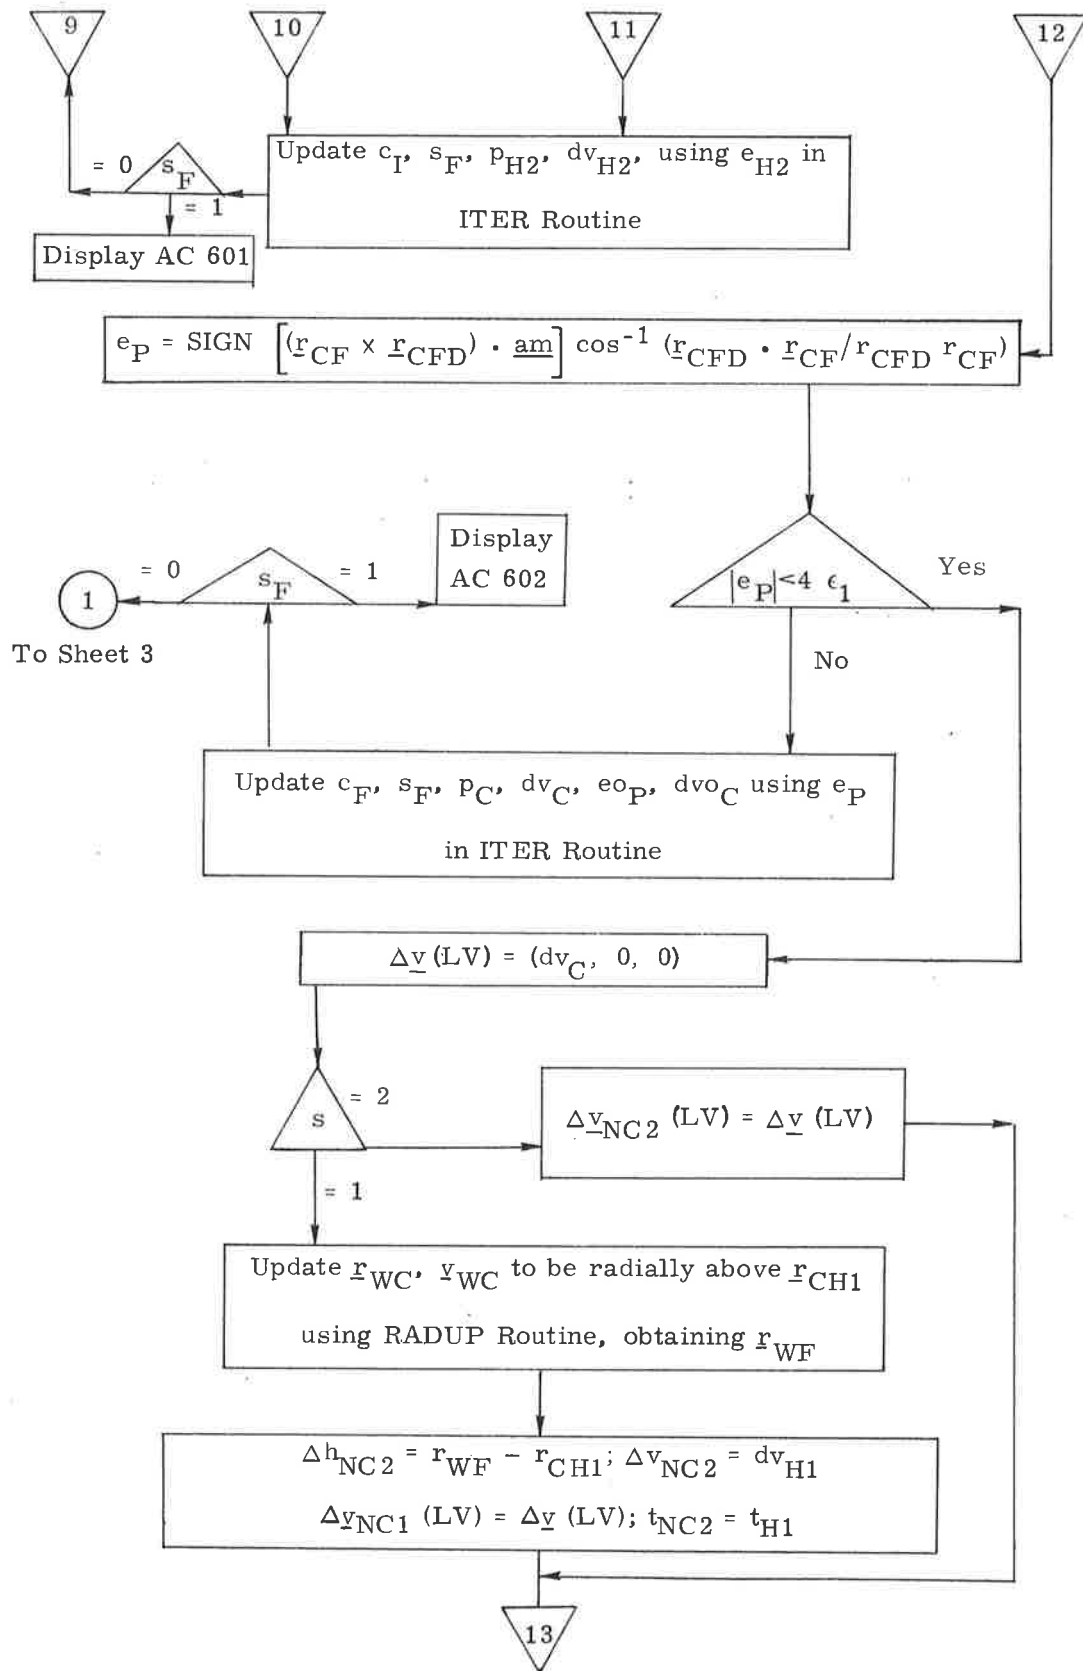 9
10
11
12
Update c_I, s_F, p_H2, dv_H2, using e_H2 in
ITER Routine
= 0
s_F
= 1
Display AC 601
e_P = SIGN [(r_CF × r_CFD) · am] cos⁻¹ (r_CFD · r_CF/r_CFD r_CF)
Display
AC 602
= 0
s_F
= 1
1
To Sheet 3
|e_P|<4 ε_1
Yes
No
Update c_F, s_F, p_C, dv_C, eo_P, dvo_C using e_P
in ITER Routine
Δv (LV) = (dv_C, 0, 0)
s
= 2
Δv_NC2 (LV) = Δv (LV)
= 1
Update r_WC, v_WC to be radially above r_CH1
using RADUP Routine, obtaining r_WF
Δh_NC2 = r_WF − r_CH1; Δv_NC2 = dv_H1
Δv_NC1 (LV) = Δv (LV); t_NC2 = t_H1
13